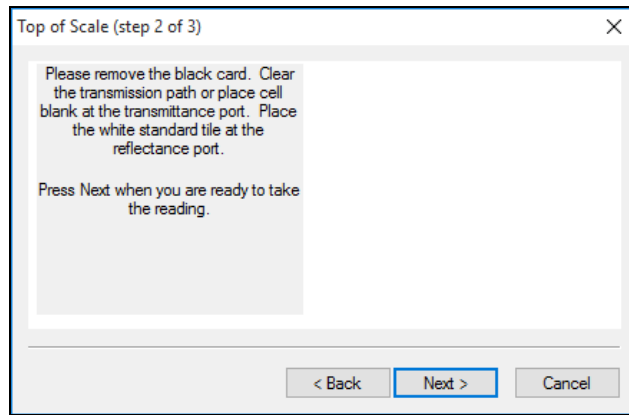 Top of Scale (step 2 of 3)
Please remove the black card. Clear
the transmission path or place cell
blank at the transmittance port. Place
the white standard tile at the
reflectance port.
Press Next when you are ready to take
the reading.
< Back
Next >
Cancel